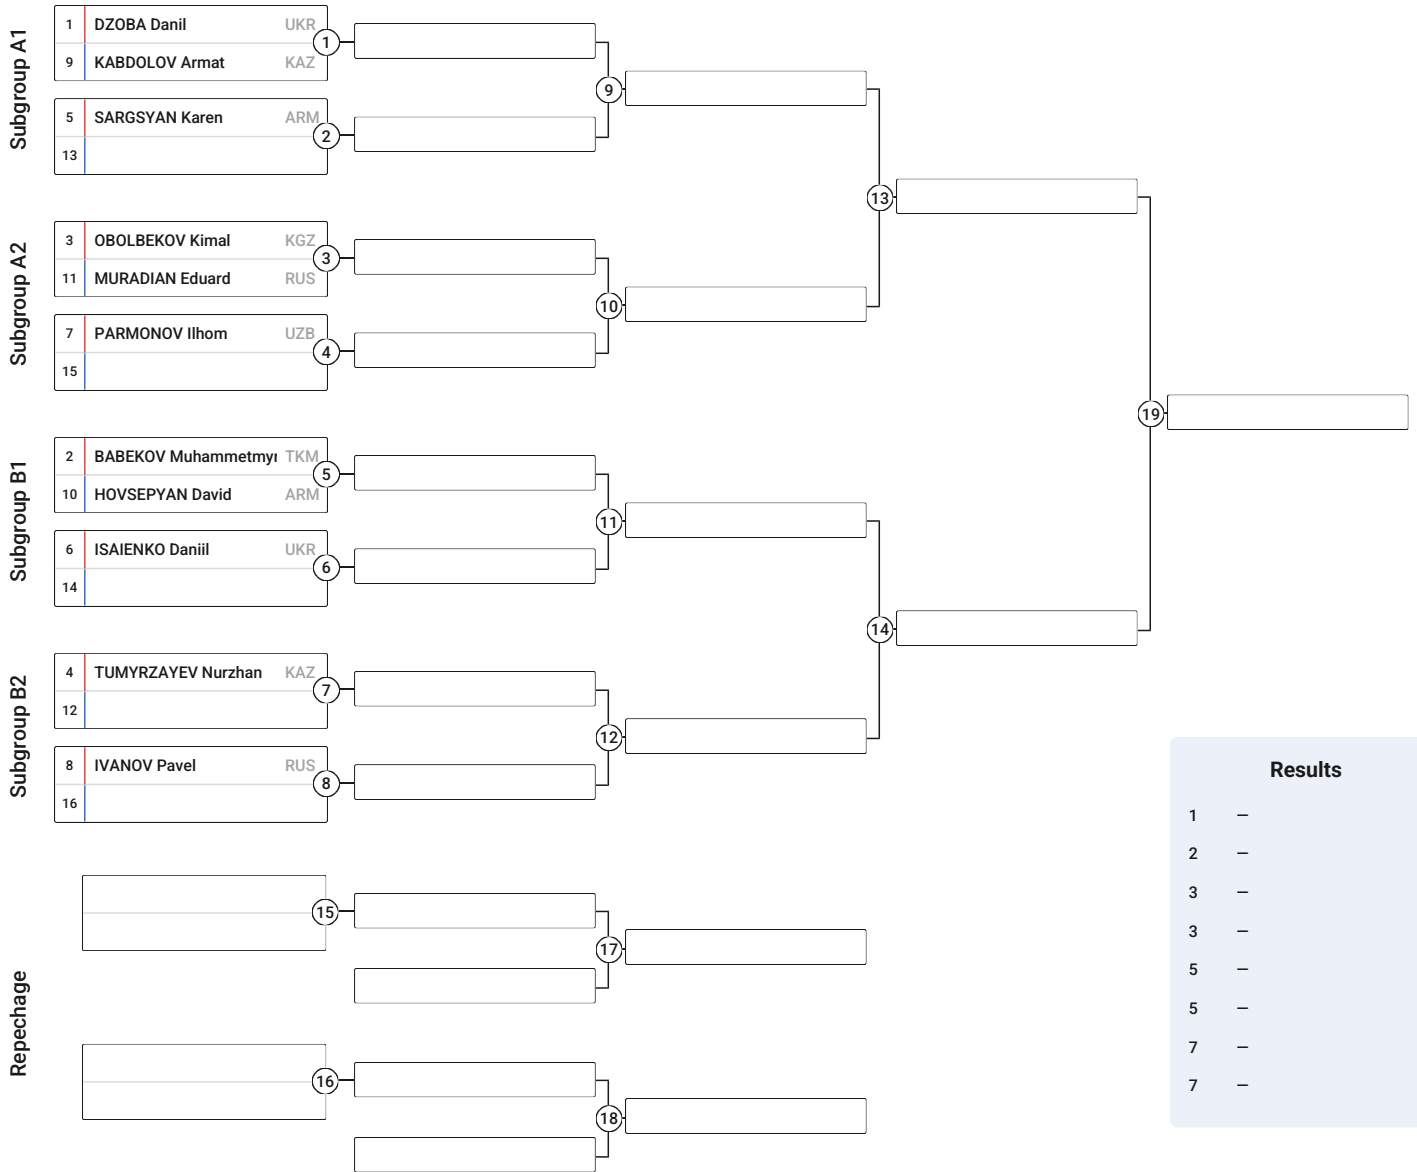 Subgroup A1
1 DZOBA Danil UKR
9 KABDOLOV Armat KAZ
1
5 SARGSYAN Karen ARM
13
2
9
Subgroup A2
3 OBOLBEKOV Kimal KGZ
11 MURADIAN Eduard RUS
3
7 PARMONOV Ilhom UZB
15
4
10
13
Subgroup B1
2 BABEKOV Muhammetmyr TKM
10 HOVSEPYAN David ARM
5
6 ISAIENKO Daniil UKR
14
6
11
Subgroup B2
4 TUMYRZAYEV Nurzhan KAZ
12
7
8 IVANOV Pavel RUS
16
8
12
14
19
Repechage
15
17
16
18
Results
1 –
2 –
3 –
3 –
5 –
5 –
7 –
7 –